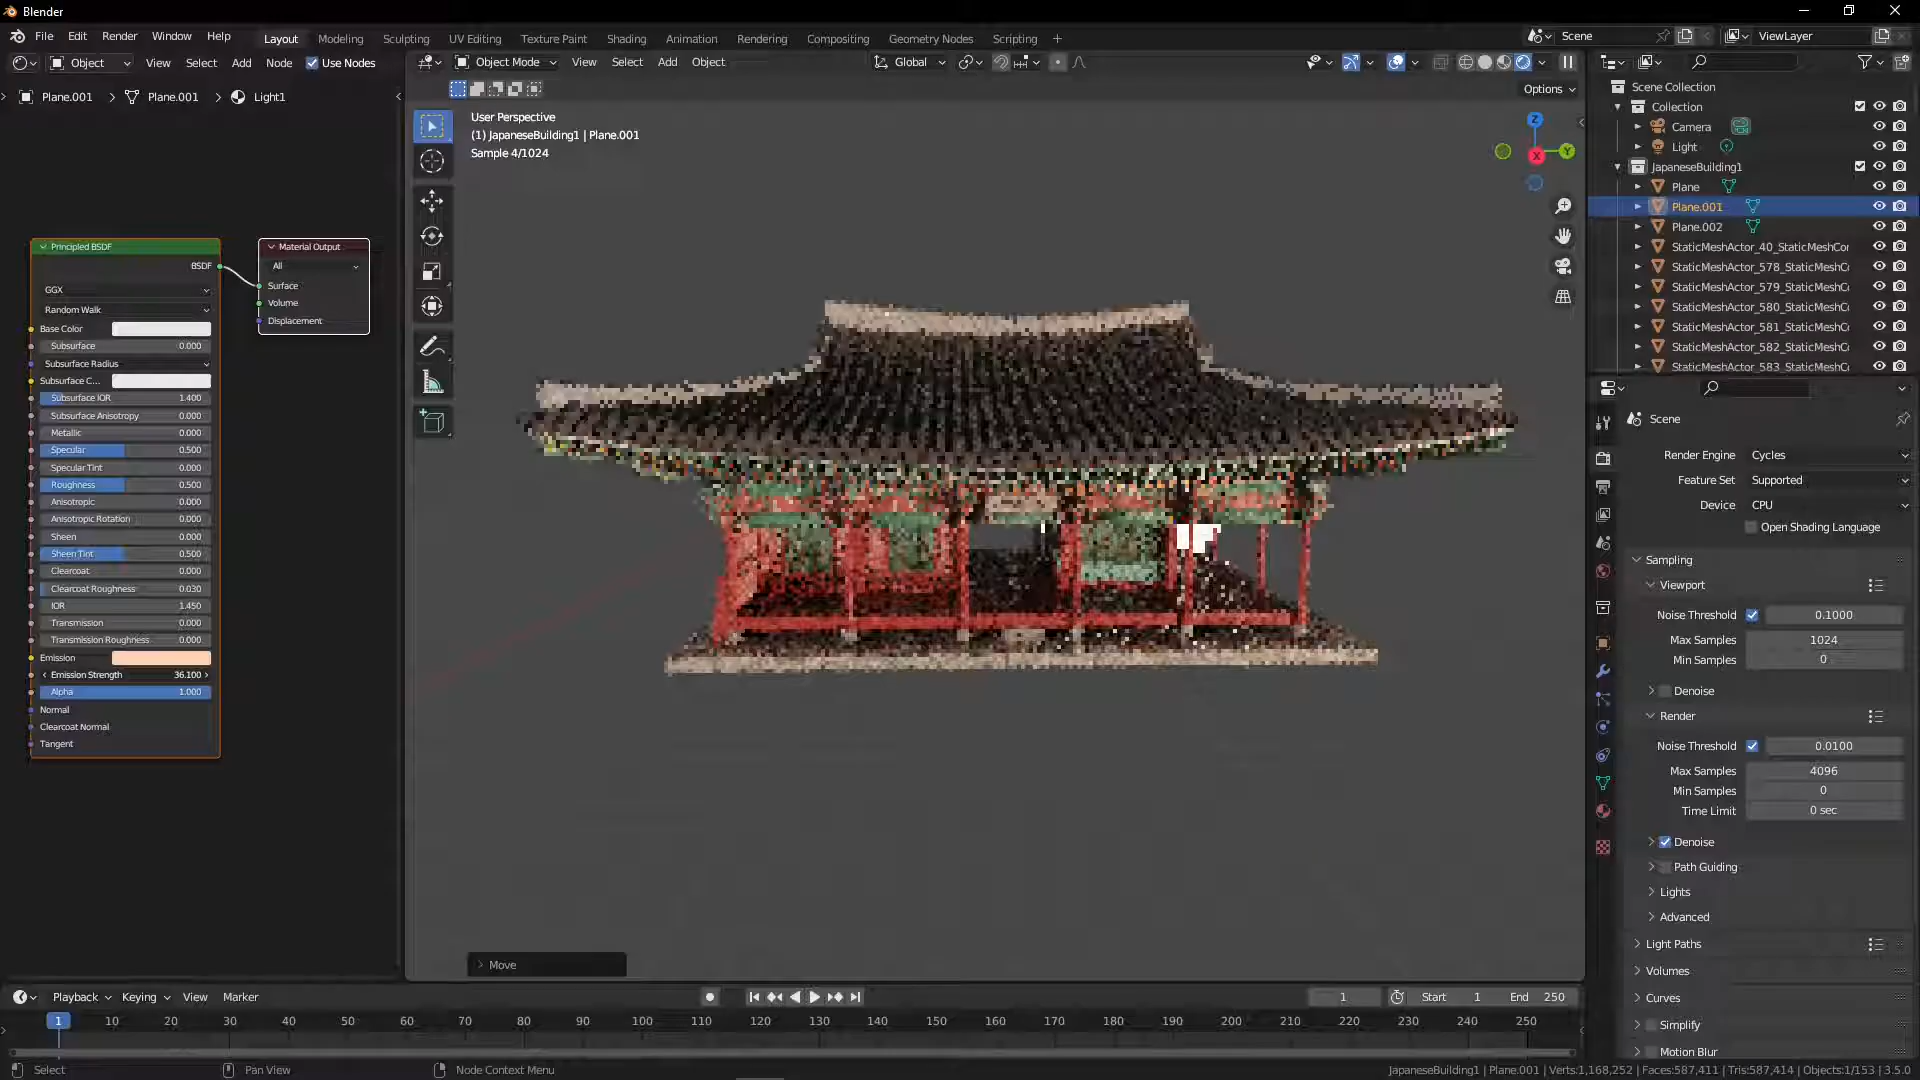 Blender
File Edit Render Window Help
Layout Modeling Sculpting UV Editing Texture Paint Shading Animation Rendering Compositing Geometry Nodes Scripting +
Scene
ViewLayer
Object View Select Add Node Use Nodes
Object Mode View Select Add Object
Global
Options
Plane.001 > Plane.001 > Light1
User Perspective
(1) JapaneseBuilding1 | Plane.001
Sample 4/1024
Z
X
Y
Principled BSDF
BSDF
GGX
Random Walk
Base Color
Subsurface 0.000
Subsurface Radius
Subsurface C...
Subsurface IOR 1.400
Subsurface Anisotropy 0.000
Metallic 0.000
Specular 0.500
Specular Tint 0.000
Roughness 0.500
Anisotropic 0.000
Anisotropic Rotation 0.000
Sheen 0.000
Sheen Tint 0.500
Clearcoat 0.000
Clearcoat Roughness 0.030
IOR 1.450
Transmission 0.000
Transmission Roughness 0.000
Emission
Emission Strength 36.100
Alpha 1.000
Normal
Clearcoat Normal
Tangent
Material Output
All
Surface
Volume
Displacement
Move
Scene Collection
Collection
Camera
Light
JapaneseBuilding1
Plane
Plane.001
Plane.002
StaticMeshActor_40_StaticMeshCor
StaticMeshActor_578_StaticMeshCo
StaticMeshActor_579_StaticMeshCo
StaticMeshActor_580_StaticMeshCo
StaticMeshActor_581_StaticMeshCo
StaticMeshActor_582_StaticMeshCo
StaticMeshActor_583_StaticMeshCo
Scene
Render Engine Cycles
Feature Set Supported
Device CPU
Open Shading Language
Sampling
Viewport
Noise Threshold 0.1000
Max Samples 1024
Min Samples 0
Denoise
Render
Noise Threshold 0.0100
Max Samples 4096
Min Samples 0
Time Limit 0 sec
Denoise
Path Guiding
Lights
Advanced
Light Paths
Volumes
Curves
Simplify
Motion Blur
Playback Keying View Marker
1 Start 1 End 250
1 10 20 30 40 50 60 70 80 90 100 110 120 130 140 150 160 170 180 190 200 210 220 230 240 250
Select Pan View Node Context Menu
JapaneseBuilding1 | Plane.001 | Verts:1,168,252 | Faces:587,411 | Tris:587,414 | Objects:1/153 | 3.5.0